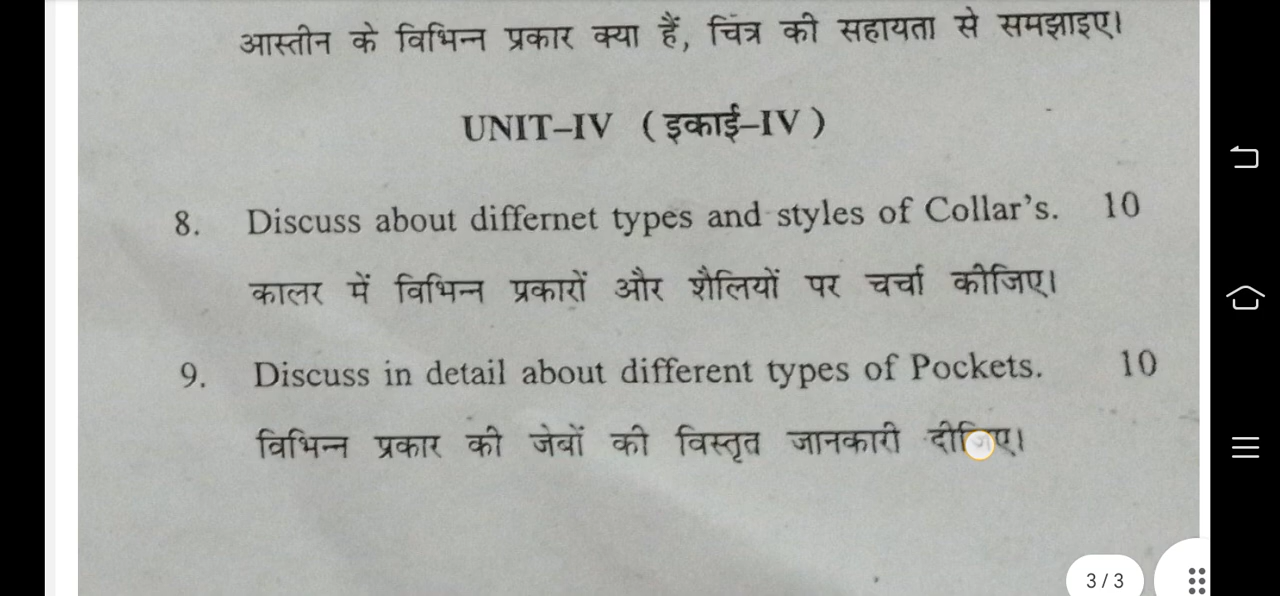 आस्तीन के विभिन्न प्रकार क्या हैं, चित्र की सहायता से समझाइए।
UNIT–IV (इकाई–IV)
8. Discuss about differnet types and styles of Collar's. 10
कालर में विभिन्न प्रकारों और शैलियों पर चर्चा कीजिए।
9. Discuss in detail about different types of Pockets. 10
विभिन्न प्रकार की जेबों की विस्तृत जानकारी दीजिए।
3/3